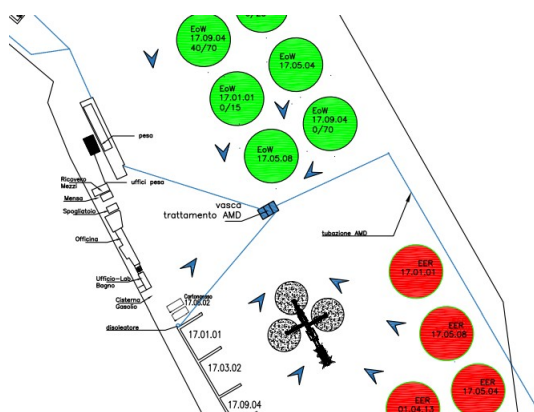 EoW
17.09.04
40/70
EoW
17.05.04
EoW
17.01.01
0/15
EoW
17.09.04
0/70
EoW
17.05.08
peso
uffici peso
Ricovero
Mezzi
Mensa
Spogliatoio
Officina
Ufficio-Lab.
Bagno
Cisterna
Gasolio
disoleatore
vasca
trattamento AMD
tubazione AMD
17.01.01
17.03.02
17.09.04
EER
17.01.01
EER
17.05.08
EER
17.05.04
EER
01.04.13